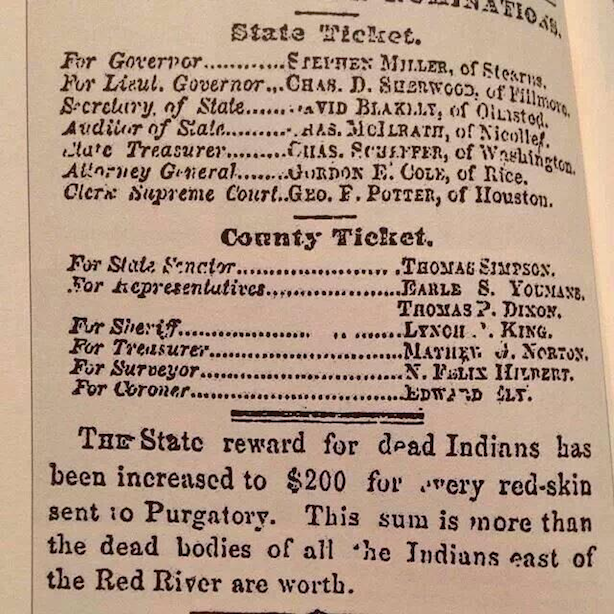 NOMINATIONS.
State Ticket.
For Governor............STEPHEN MILLER, of Stearns.
For Lieut. Governor...CHAS. D. SHERWOOD, of Fillmore.
Secretary of State......DAVID BLAKELY, of Olmsted.
Auditor of State.........CHAS. McILRATH, of Nicollet.
State Treasurer.........CHAS. SCHEFFER, of Washington.
Attorney General.......GORDON E. COLE, of Rice.
Clerk Supreme Court..GEO. F. POTTER, of Houston.
County Ticket.
For State Senator.......................THOMAS SIMPSON.
For Representatives....................EARLE S. YOUMANS.
THOMAS P. DIXON.
For Sheriff.......................... KING.
For Treasurer............................MATHEW J. NORTON.
For Surveyor.............................N. FELIX HILBERT.
For Coroner..............................EDWARD ELY.
THE State reward for dead Indians has
been increased to $200 for every red-skin
sent to Purgatory. This sum is more than
the dead bodies of all the Indians east of
the Red River are worth.